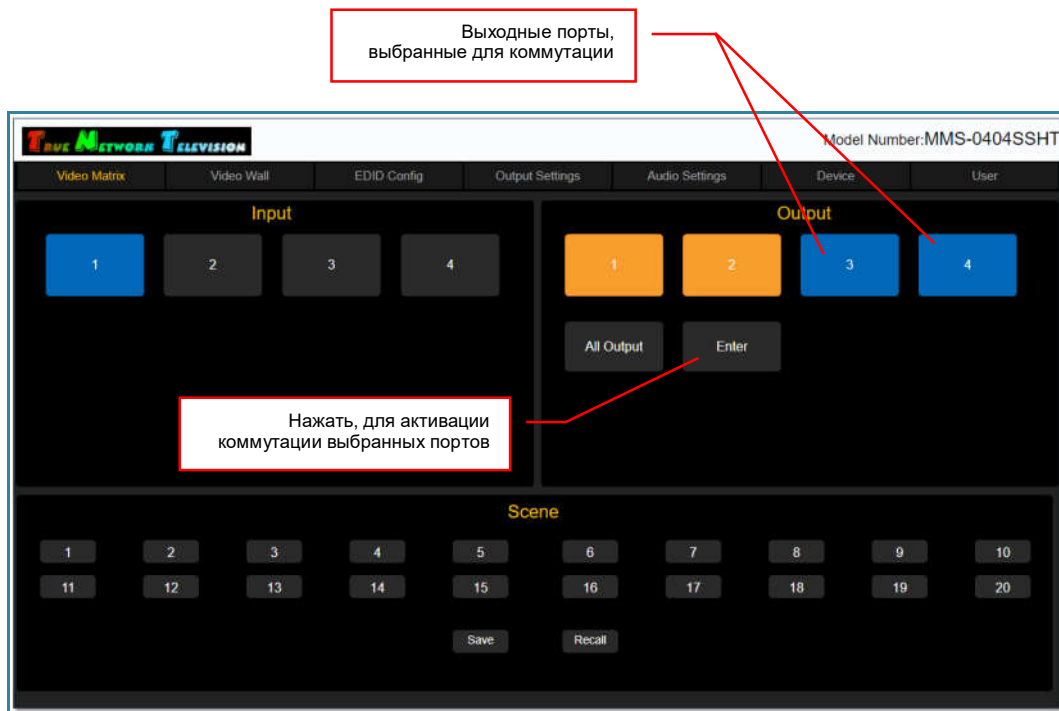 Выходные порты,
выбранные для коммутации
TRUE NETWORK TELEVISION
Model Number:MMS-0404SSHT
Video Matrix Video Wall EDID Config Output Settings Audio Settings Device User
Input
1 2 3 4
Output
1 2 3 4
All Output Enter
Нажать, для активации
коммутации выбранных портов
Scene
1 2 3 4 5 6 7 8 9 10
11 12 13 14 15 16 17 18 19 20
Save Recall